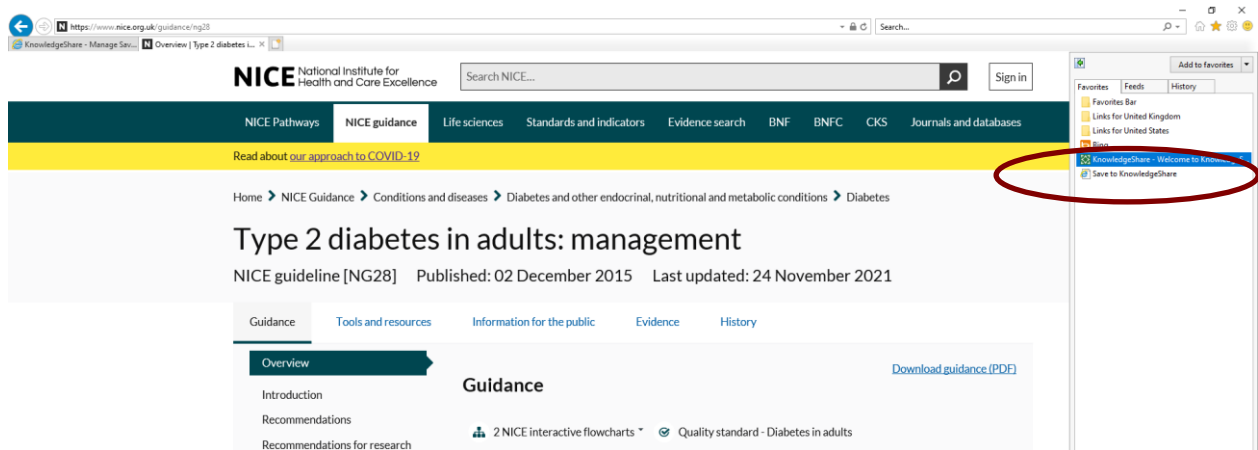 https://www.nice.org.uk/guidance/ng28
Search...
KnowledgeShare - Manage Sav...
Overview | Type 2 diabetes i...
NICE National Institute for Health and Care Excellence
Search NICE...
Sign in
Add to favorites
Favorites Feeds History
Favorites Bar
Links for United Kingdom
Links for United States
Bing
KnowledgeShare - Welcome to
Save to KnowledgeShare
NICE Pathways NICE guidance Life sciences Standards and indicators Evidence search BNF BNFC CKS Journals and databases
Read about our approach to COVID-19
Home > NICE Guidance > Conditions and diseases > Diabetes and other endocrinal, nutritional and metabolic conditions > Diabetes
Type 2 diabetes in adults: management
NICE guideline [NG28] Published: 02 December 2015 Last updated: 24 November 2021
Guidance Tools and resources Information for the public Evidence History
Overview
Introduction
Recommendations
Recommendations for research
Download guidance (PDF)
Guidance
2 NICE interactive flowcharts
Quality standard - Diabetes in adults